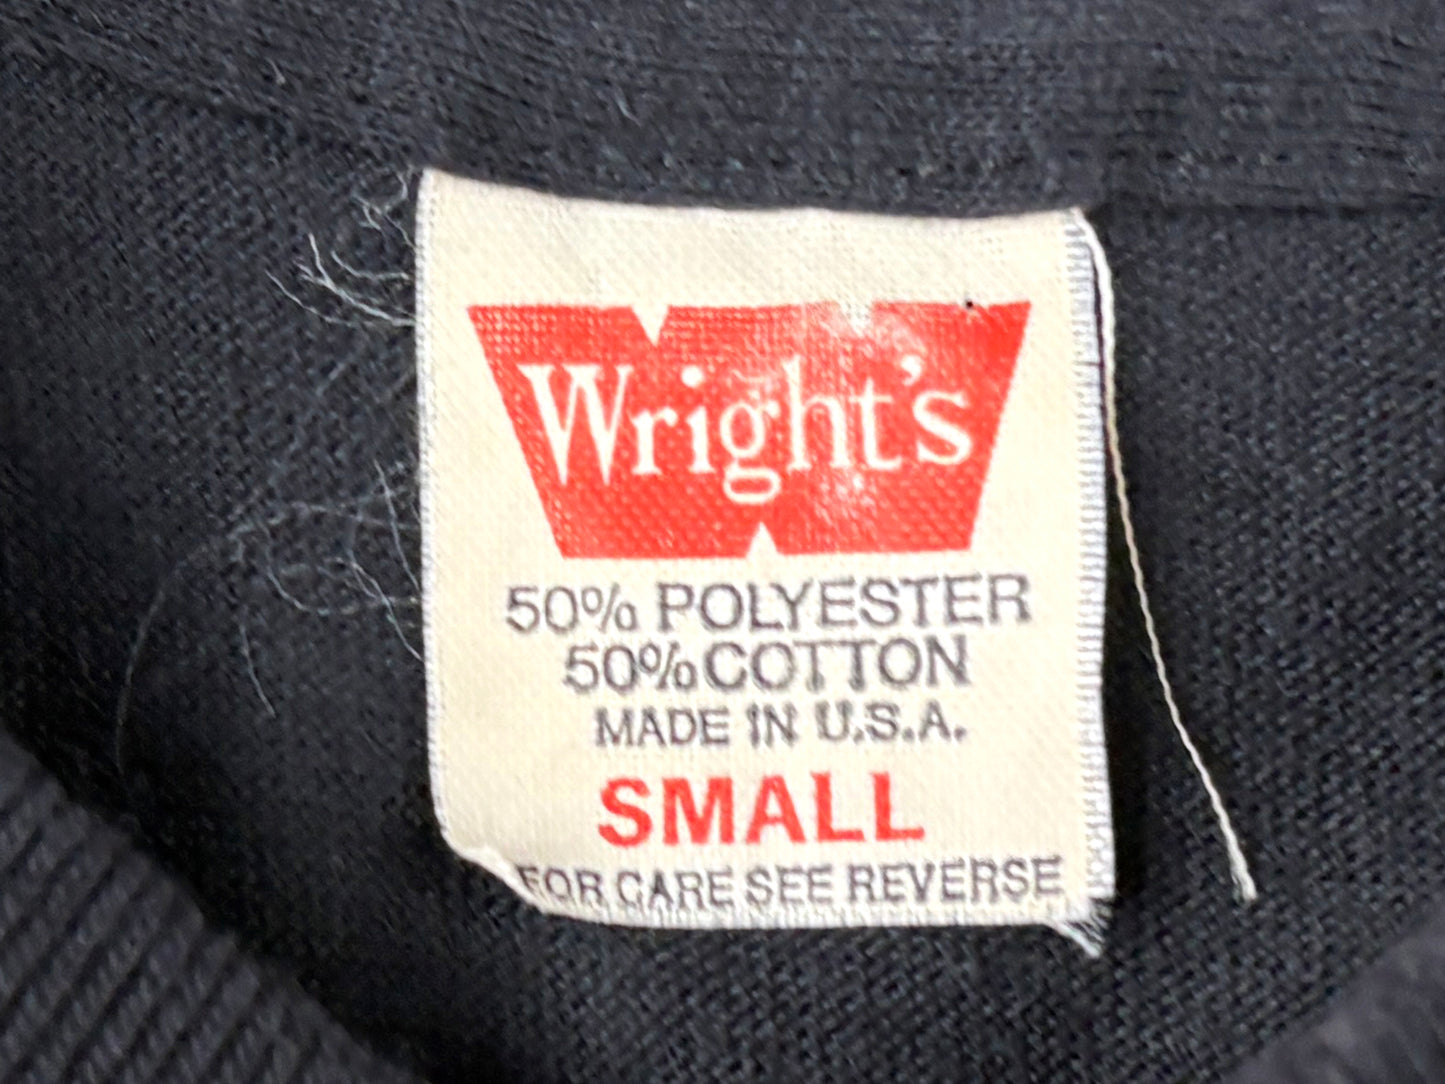 Wright's
50% POLYESTER
50% COTTON
MADE IN U.S.A.
SMALL
FOR CARE SEE REVERSE